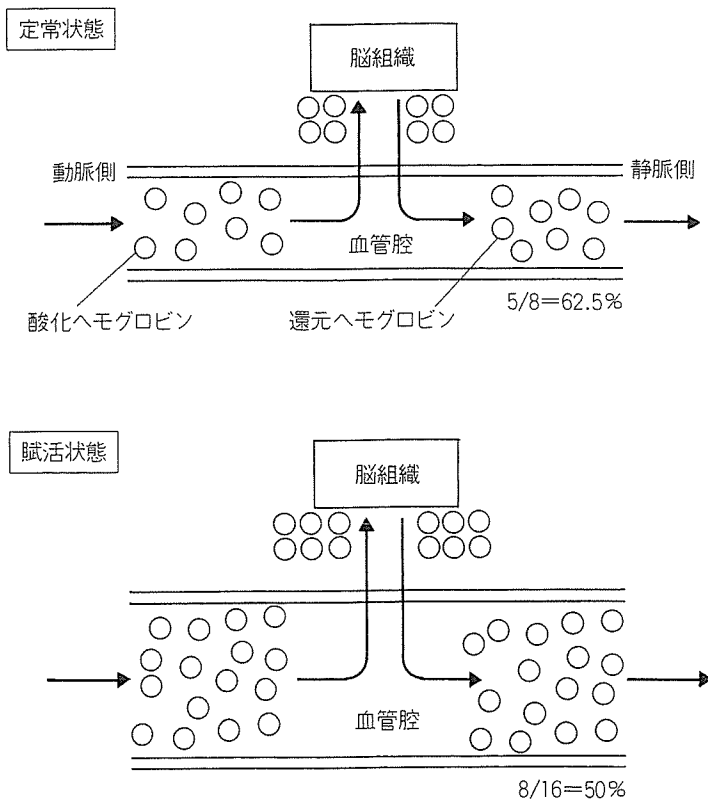 定常状態
脳組織
動脈側
静脈側
血管腔
5/8=62.5%
酸化ヘモグロビン
還元ヘモグロビン
賦活状態
脳組織
血管腔
8/16=50%